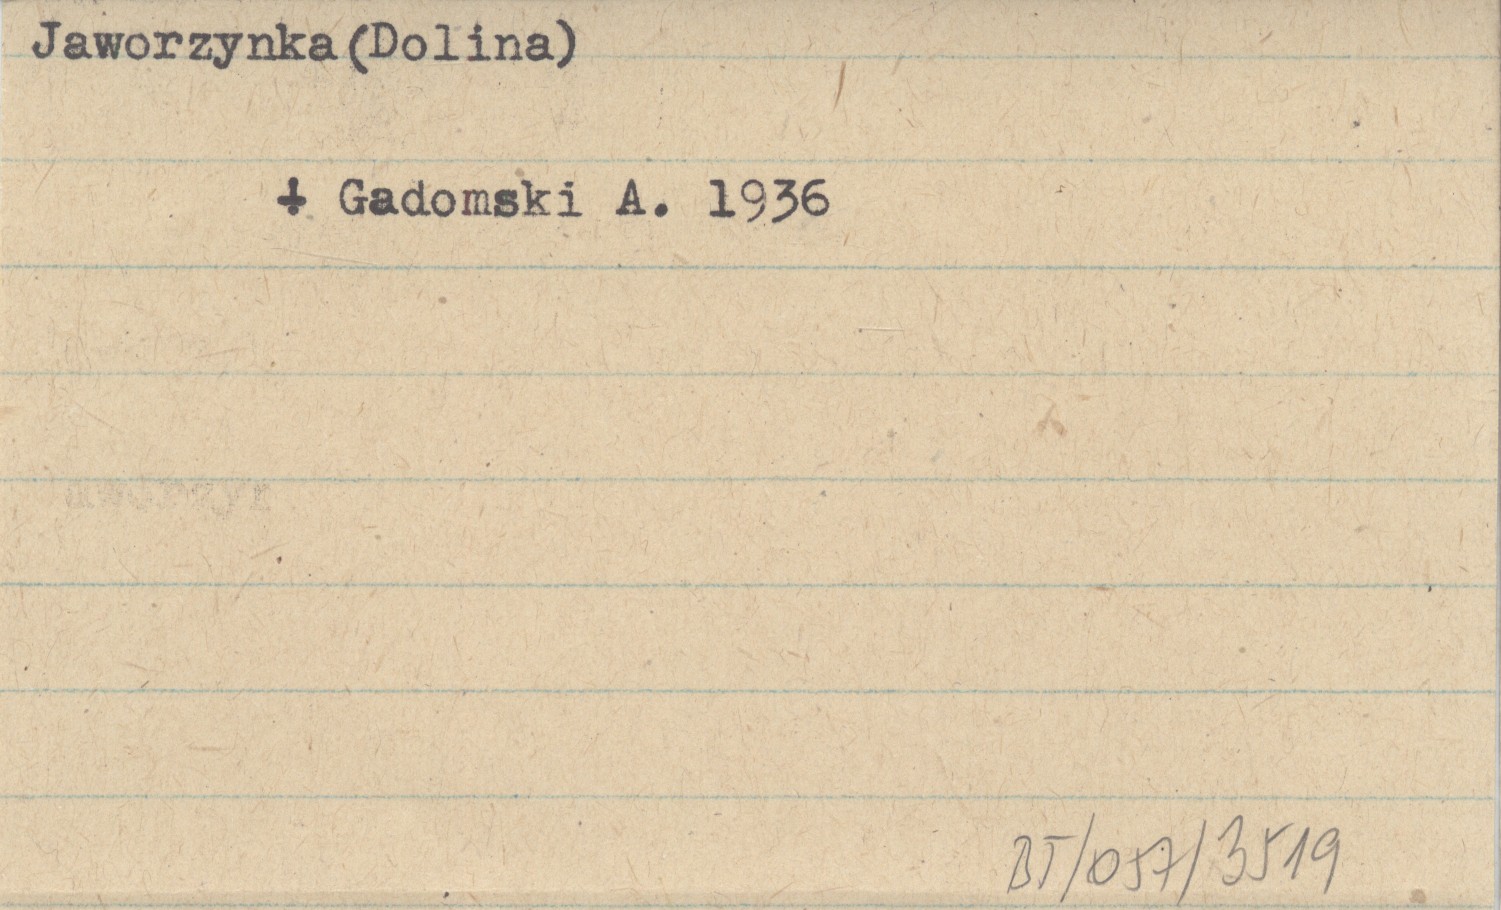 Jaworzynka(Dolina)
⸓ Gadomski A. 1936
BT/057/3519